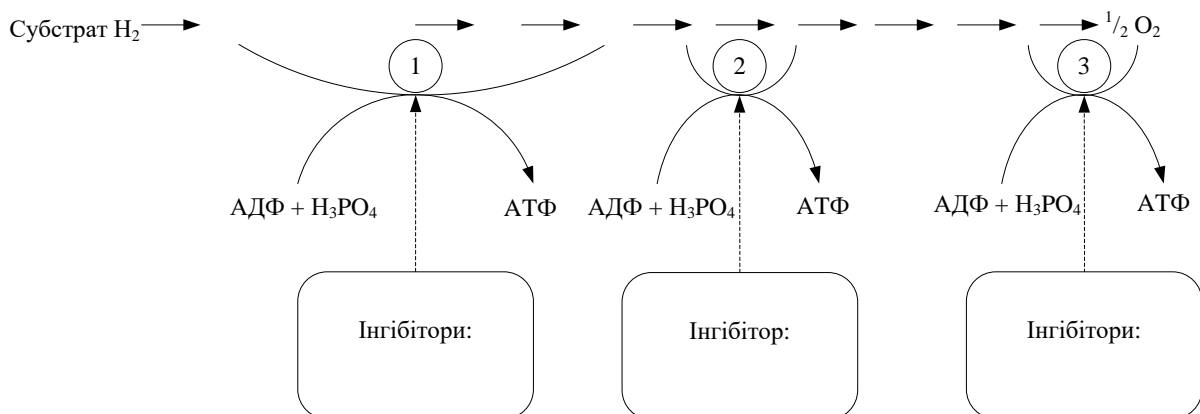 Субстрат H₂ ¹/₂ O₂
1 2 3
АДФ + H₃PO₄ АТФ АДФ + H₃PO₄ АТФ АДФ + H₃PO₄ АТФ
Інгібітори: Інгібітор: Інгібітори: